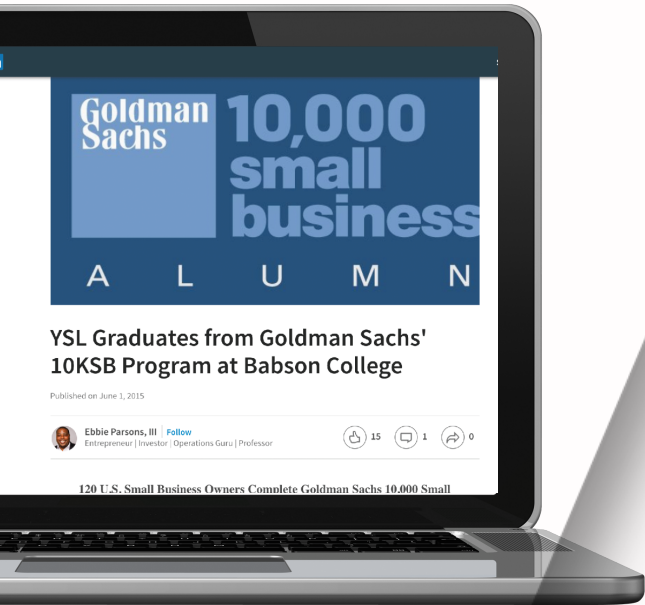 Goldman
Sachs
10,000
small
business
A L U M N
YSL Graduates from Goldman Sachs'
10KSB Program at Babson College
Published on June 1, 2015
Ebbie Parsons, III | Follow
Entrepreneur | Investor | Operations Guru | Professor
15 1 0
120 U.S. Small Business Owners Complete Goldman Sachs 10,000 Small